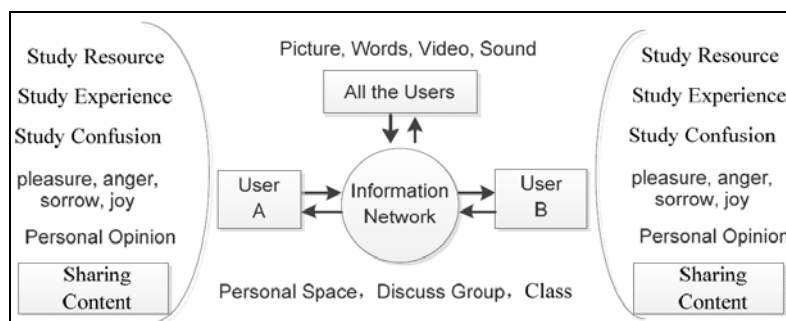 Study Resource
Study Experience
Study Confusion
pleasure, anger,
sorrow, joy
Personal Opinion
Sharing
Content
Picture, Words, Video, Sound
All the Users
User
A
Information
Network
User
B
Personal Space, Discuss Group, Class
Study Resource
Study Experience
Study Confusion
pleasure, anger,
sorrow, joy
Personal Opinion
Sharing
Content